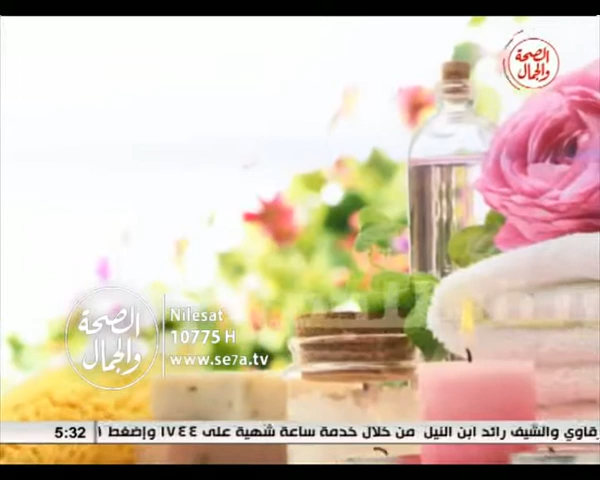 الصحة
والجمال
الصحة
والجمال
Nilesat
10775 H
www.se7a.tv
رقاوي والشيف رائد ابن النيل من خلال خدمة ساعة شهية على ١٧٤٤ وإضغط ١
5:32